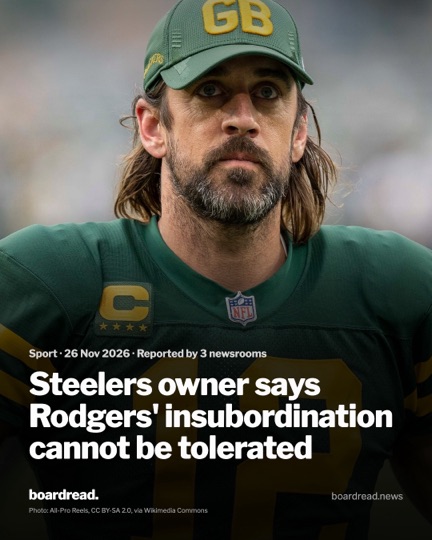 GB
C
NFL
12
Sport · 26 Nov 2026 · Reported by 3 newsrooms
Steelers owner says
Rodgers' insubordination
cannot be tolerated
boardread.
boardread.news
Photo: All-Pro Reels, CC BY-SA 2.0, via Wikimedia Commons